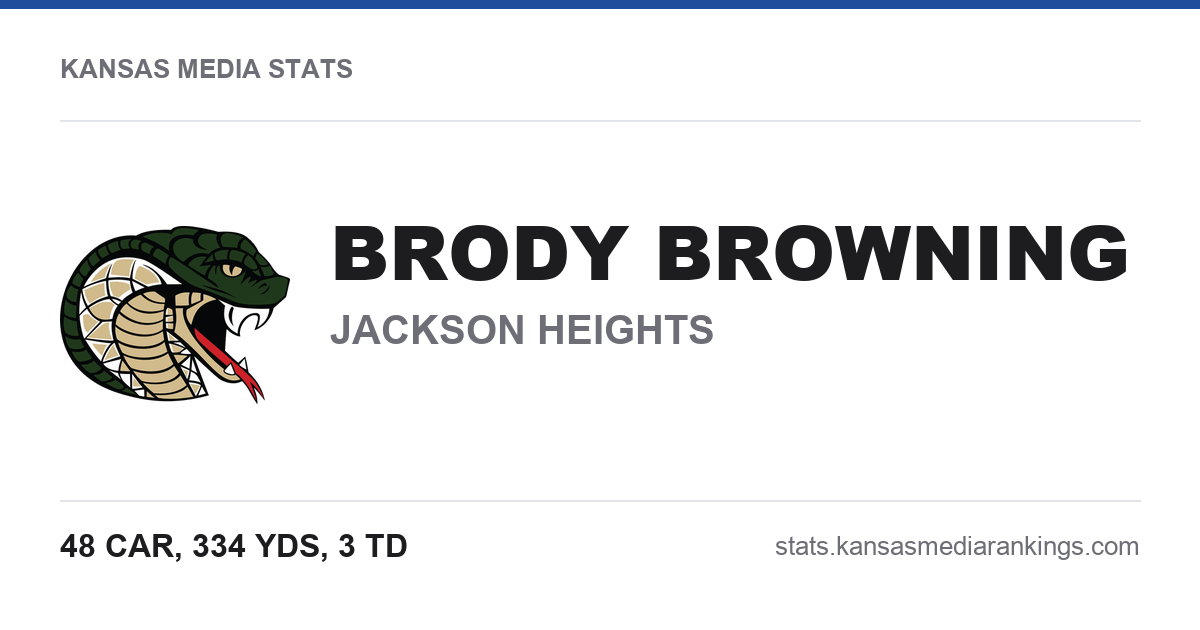 KANSAS MEDIA STATS
BRODY BROWNING
JACKSON HEIGHTS
48 CAR, 334 YDS, 3 TD
stats.kansasmediarankings.com